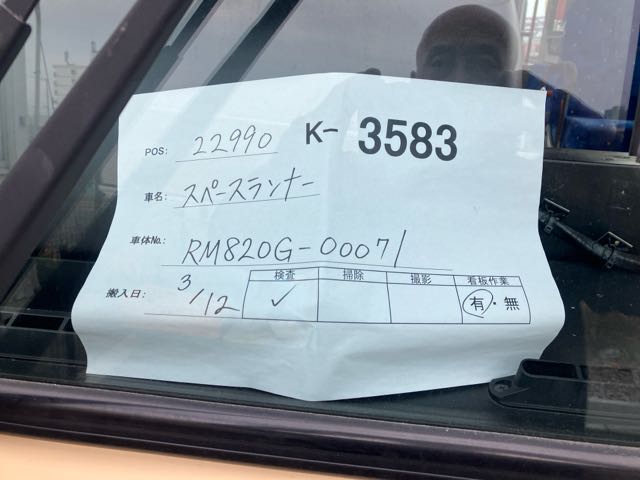 POS: 22990 K- 3583
車名: スペースランナー
車体No.: RM820G-00071
搬入日: 3/12
検査 掃除 撮影 看板作業
✓ 有・無